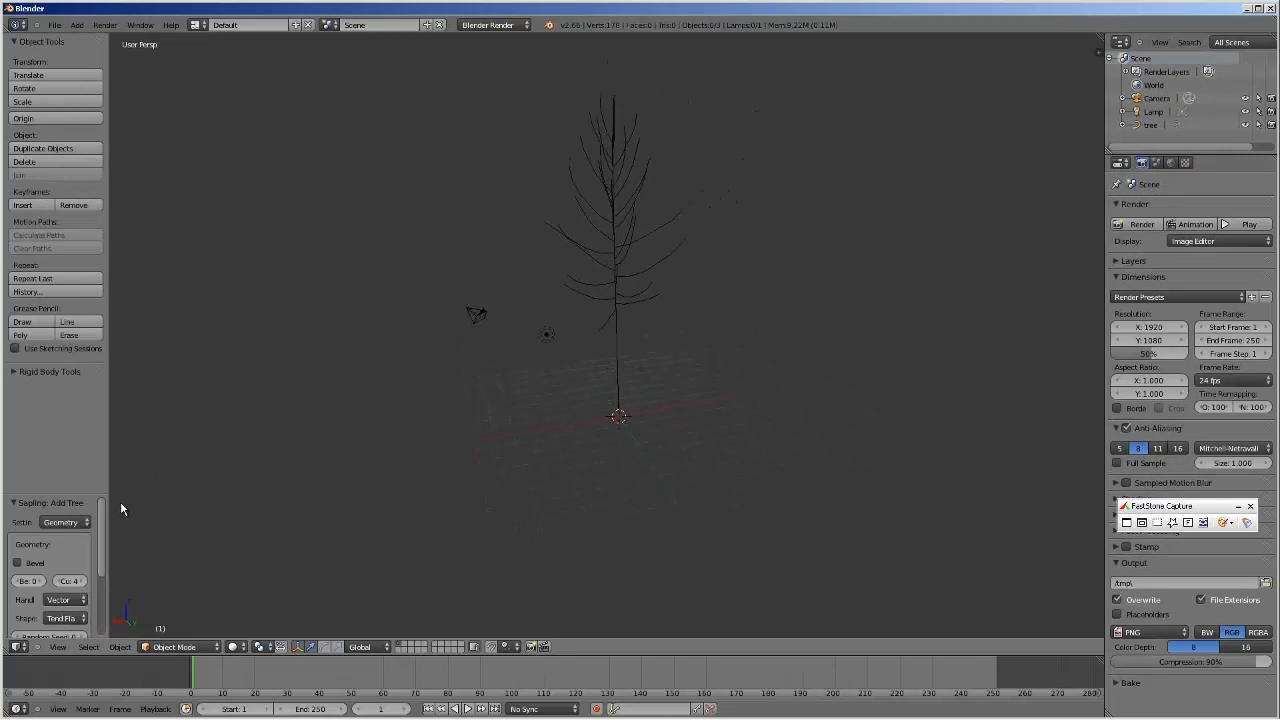 Blender
File Add Render Window Help Default Scene Blender Render v2.66 | Verts:178 | Faces:0 | Tris:0 | Objects:0/3 | Lamps:0/1 | Mem:9.22M (0.11M)
Object Tools
Transform:
Translate
Rotate
Scale
Origin
Object:
Duplicate Objects
Delete
Join
Keyframes:
Insert Remove
Motion Paths:
Calculate Paths
Clear Paths
Repeat:
Repeat Last
History...
Grease Pencil:
Draw Line
Poly Erase
Use Sketching Sessions
Rigid Body Tools
Sapling: Add Tree
Settin Geometry
Geometry:
Bevel
Be: 0 Cu: 4
Handl Vector
Shape: Tend Fla
Random Seed: 0
User Persp
(1)
View Search All Scenes
Scene
RenderLayers
World
Camera
Lamp
tree
Scene
Render
Render Animation Play
Display: Image Editor
Layers
Dimensions
Render Presets
Resolution: Frame Range:
X: 1920 Start Frame: 1
Y: 1080 End Frame: 250
50% Frame Step: 1
Aspect Ratio: Frame Rate:
X: 1.000 24 fps
Y: 1.000 Time Remapping:
Borde Crop O: 100 N: 100
Anti-Aliasing
5 8 11 16 Mitchell-Netravali
Full Sample Size: 1.000
Sampled Motion Blur
FastStone Capture
Stamp
Output
/tmp\
Overwrite File Extensions
Placeholders
PNG BW RGB RGBA
Color Depth: 8 16
Compression: 90%
Bake
View Select Object Object Mode Global
-50 -40 -30 -20 -10 0 10 20 30 40 50 60 70 80 90 100 110 120 130 140 150 160 170 180 190 200 210 220 230 240 250 260 270 280
View Marker Frame Playback Start: 1 End: 250 1 No Sync